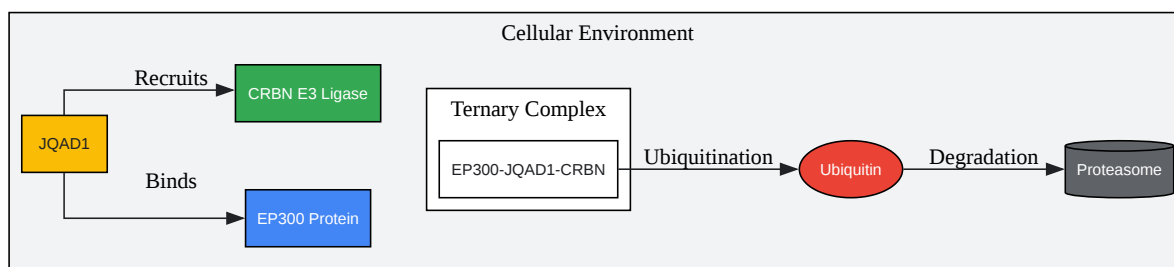 Cellular Environment
Recruits
CRBN E3 Ligase
JQAD1
Binds
EP300 Protein
Ternary Complex
EP300-JQAD1-CRBN
Ubiquitination
Ubiquitin
Degradation
Proteasome